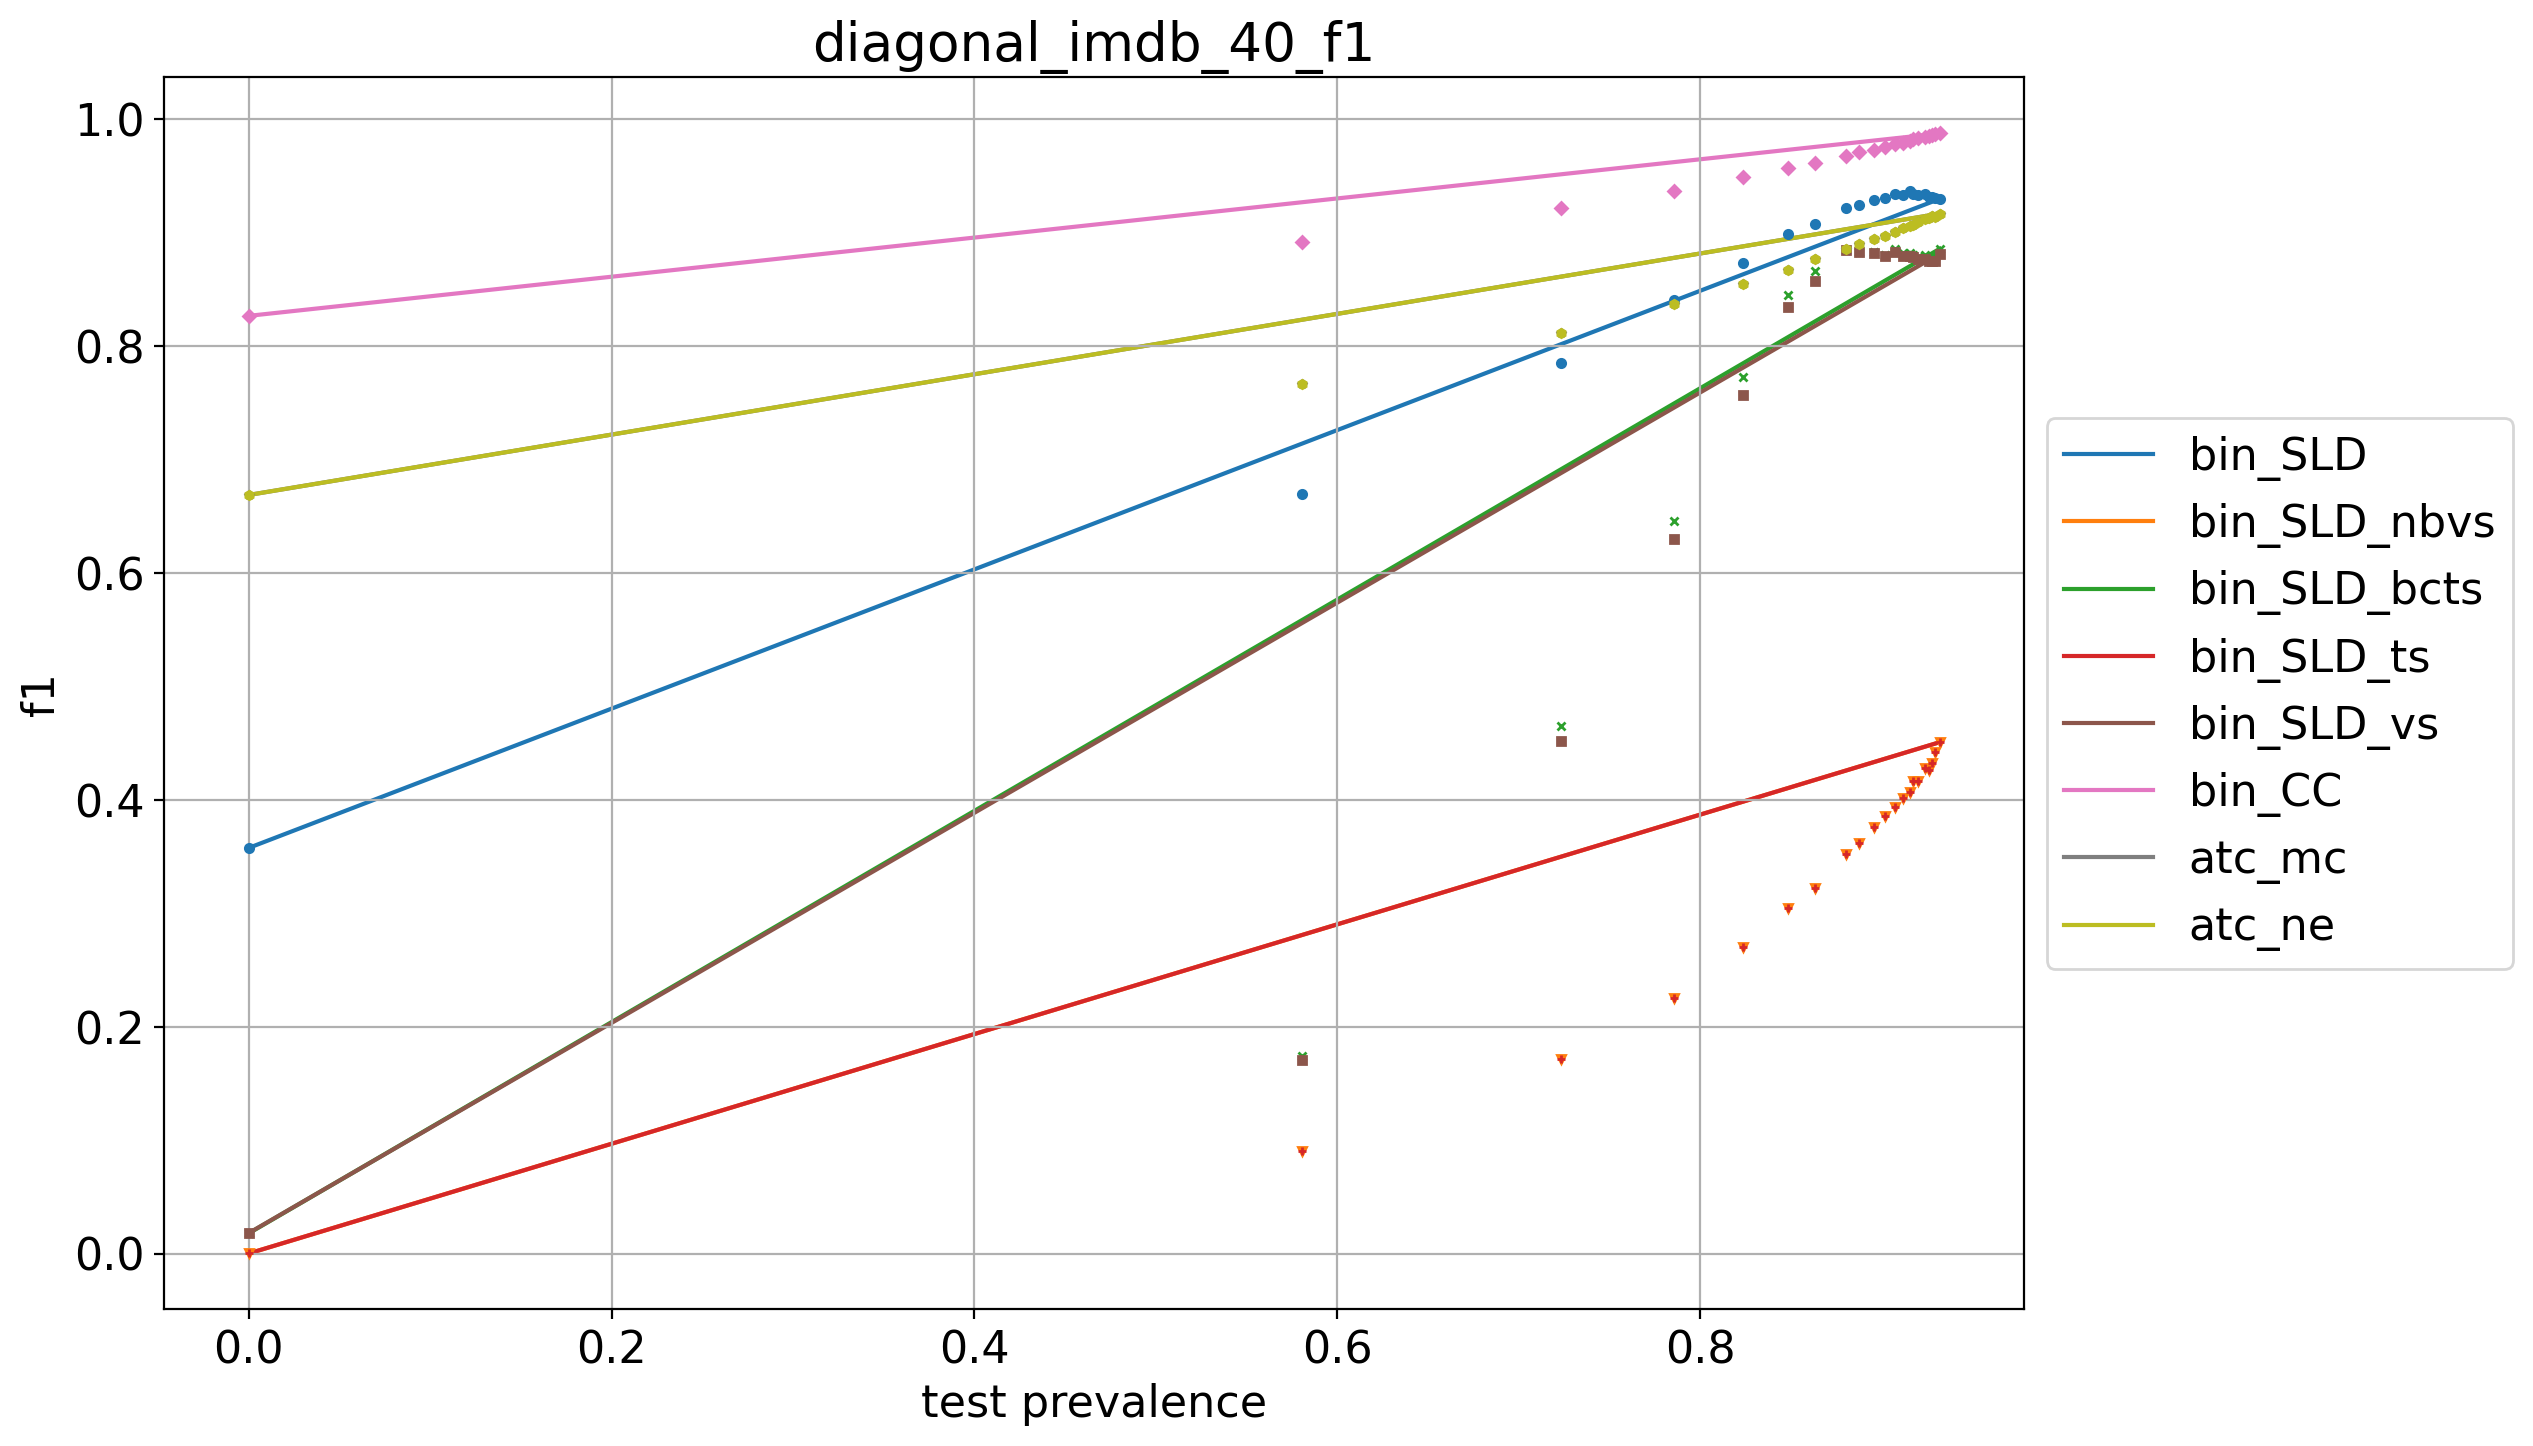 diagonal_imdb_40_f1
1.0
0.8
0.6
0.4
0.2
0.0
f1
0.0 0.2 0.4 0.6 0.8
test prevalence
bin_SLD
bin_SLD_nbvs
bin_SLD_bcts
bin_SLD_ts
bin_SLD_vs
bin_CC
atc_mc
atc_ne